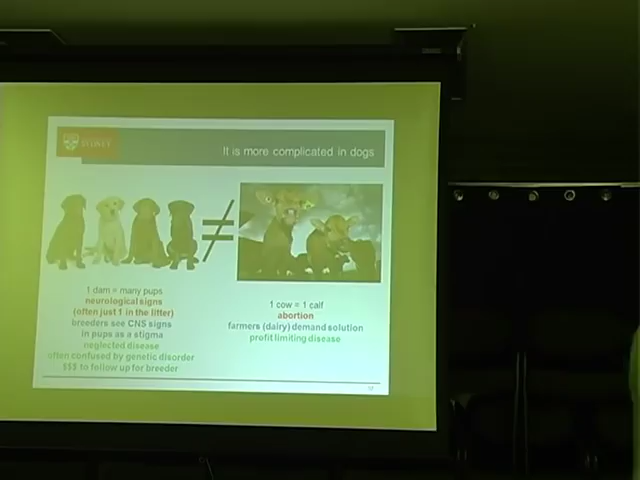 It is more complicated in dogs
≠
1 dam = many pups
neurological signs
(often just 1 in the litter)
breeders see CNS signs
in pups as a stigma
neglected disease
often confused by genetic disorder
$$$ to follow up for breeder
1 cow = 1 calf
abortion
farmers (dairy) demand solution
profit limiting disease